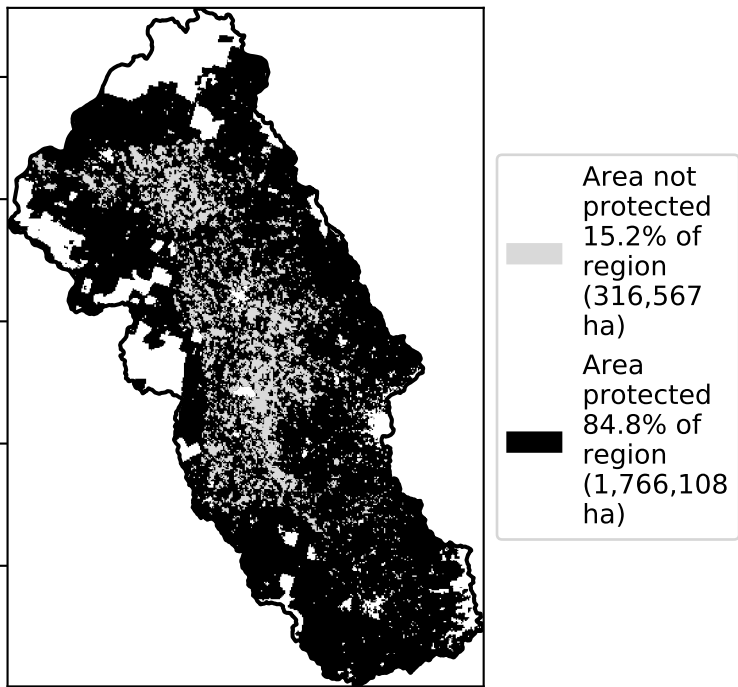 Area not
protected
15.2% of
region
(316,567
ha)
Area
protected
84.8% of
region
(1,766,108
ha)